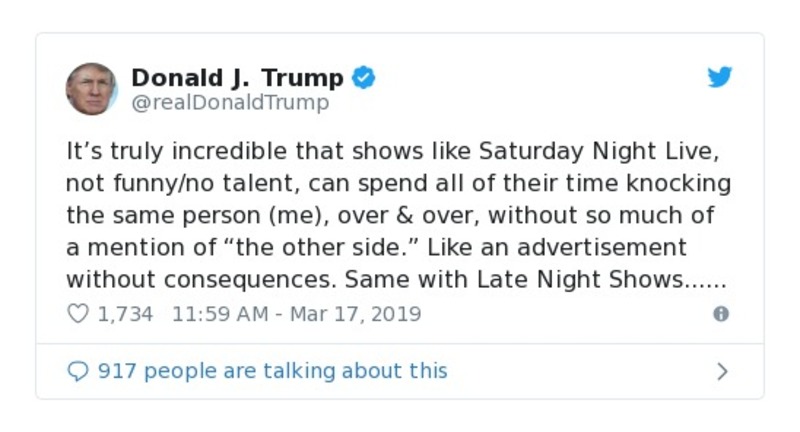 Donald J. Trump
@realDonaldTrump
It’s truly incredible that shows like Saturday Night Live,
not funny/no talent, can spend all of their time knocking
the same person (me), over & over, without so much of
a mention of “the other side.” Like an advertisement
without consequences. Same with Late Night Shows......
1,734 11:59 AM - Mar 17, 2019
917 people are talking about this